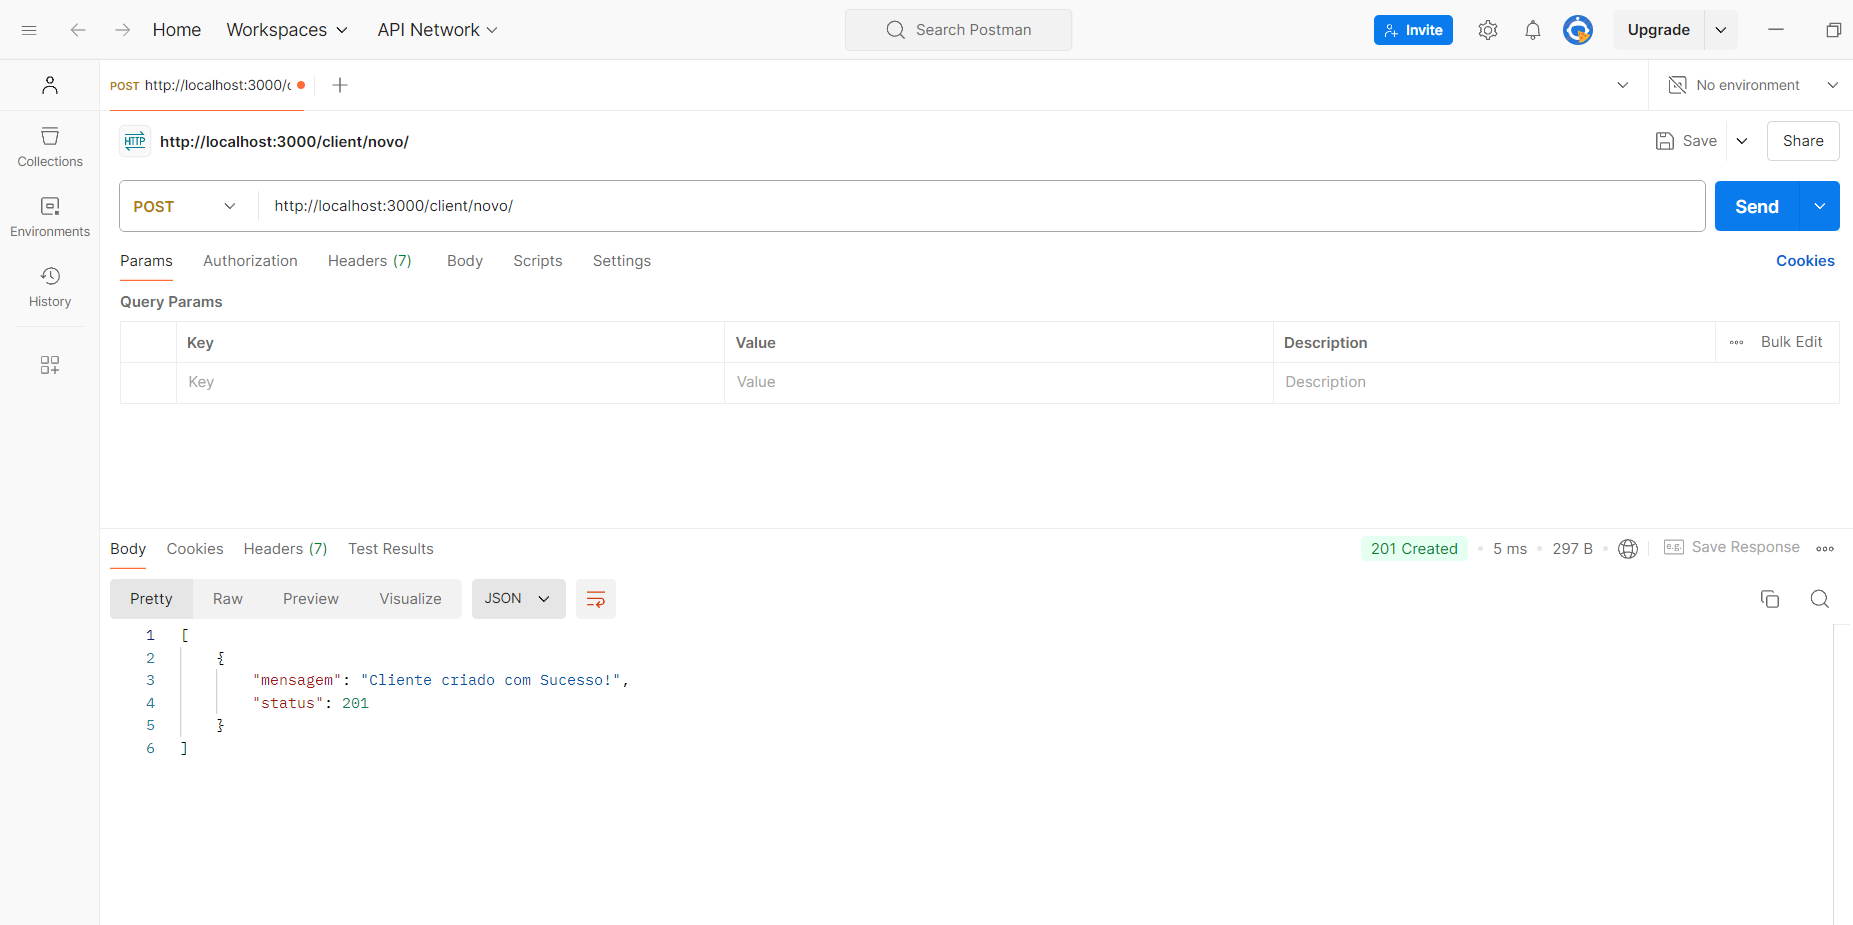 Home Workspaces API Network Search Postman Invite Upgrade
POST http://localhost:3000/c No environment
HTTP http://localhost:3000/client/novo/ Save Share
Collections
Environments
History
POST http://localhost:3000/client/novo/ Send
Params Authorization Headers (7) Body Scripts Settings Cookies
Query Params
Key Value Description Bulk Edit
Key Value Description
Body Cookies Headers (7) Test Results 201 Created 5 ms 297 B e.g. Save Response
Pretty Raw Preview Visualize JSON
1 [
2 {
3 "mensagem": "Cliente criado com Sucesso!",
4 "status": 201
5 }
6 ]